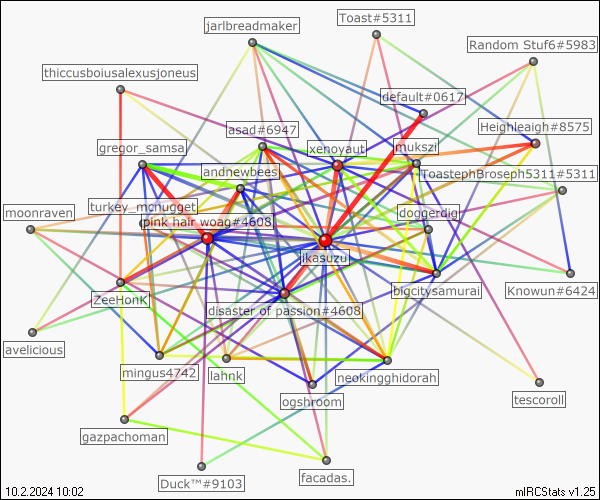 jarlbreadmaker
Toast#5311
Random Stuf6#5983
thiccusboiusalexusjoneus
default#0617
Heighleaigh#8575
asad#6947
xenoyaut
mukszi
gregor_samsa
andnewbees
ToastephBroseph5311#5311
moonraven
turkey_mcnugget
doggerdigr
pink hair woag#4608
ikasuzu
ZeeHonK
bigcitysamurai
Knowun#6424
disaster of passion#4608
avelicious
mingus4742
lahnk
neokingghidorah
ogshroom
tescoroll
gazpachoman
Duck™#9103
facadas.
10.2.2024 10:02
mIRCStats v1.25